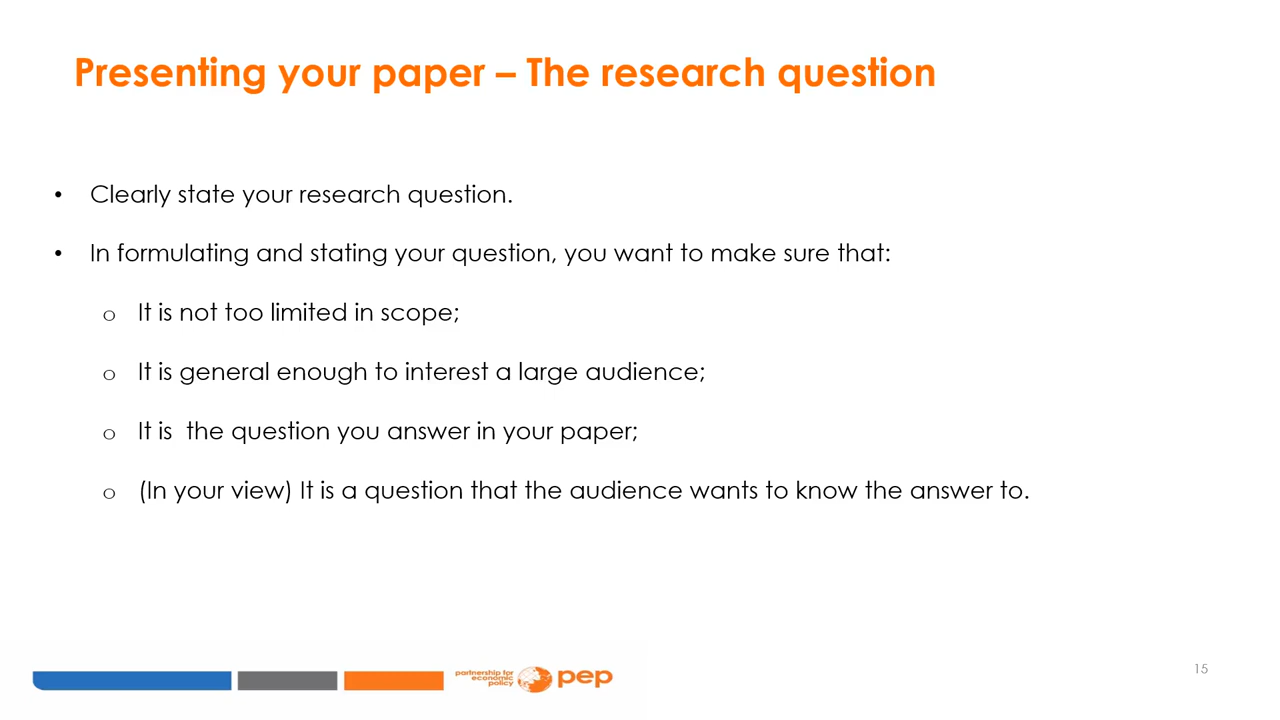 Presenting your paper – The research question
• Clearly state your research question.
• In formulating and stating your question, you want to make sure that:
o It is not too limited in scope;
o It is general enough to interest a large audience;
o It is  the question you answer in your paper;
o (In your view) It is a question that the audience wants to know the answer to.
partnership for
economic
policy
pep
15